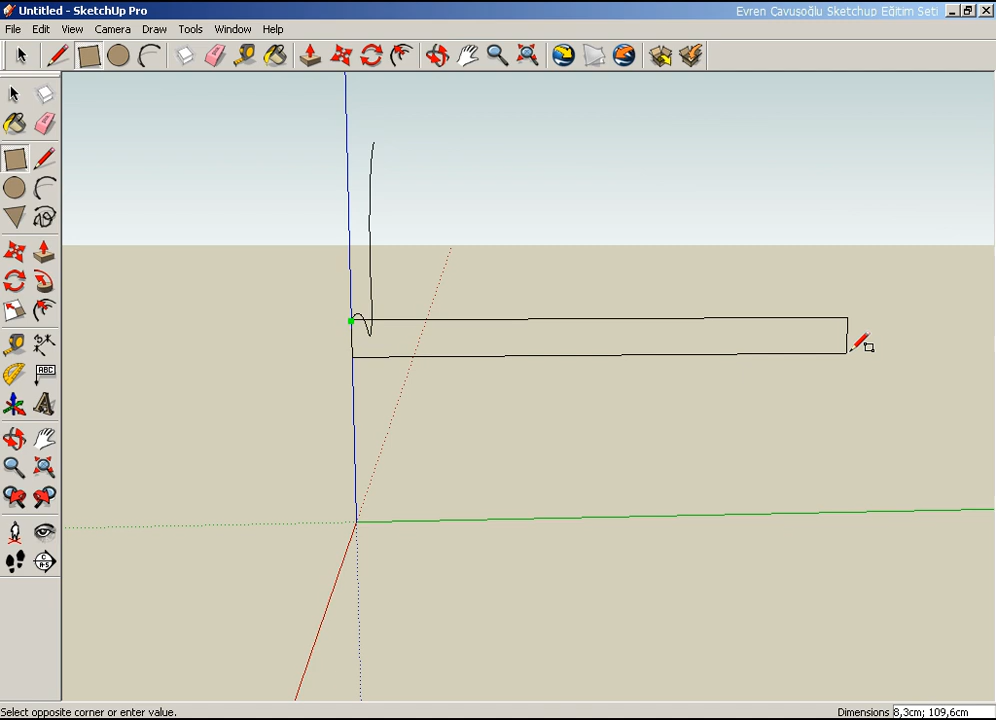 Untitled - SketchUp Pro
Evren Çavuşoğlu Sketchup Eğitim Seti
File Edit View Camera Draw Tools Window Help
ABC
A
C
A-5
Select opposite corner or enter value.
Dimensions 8,3cm; 109,6cm